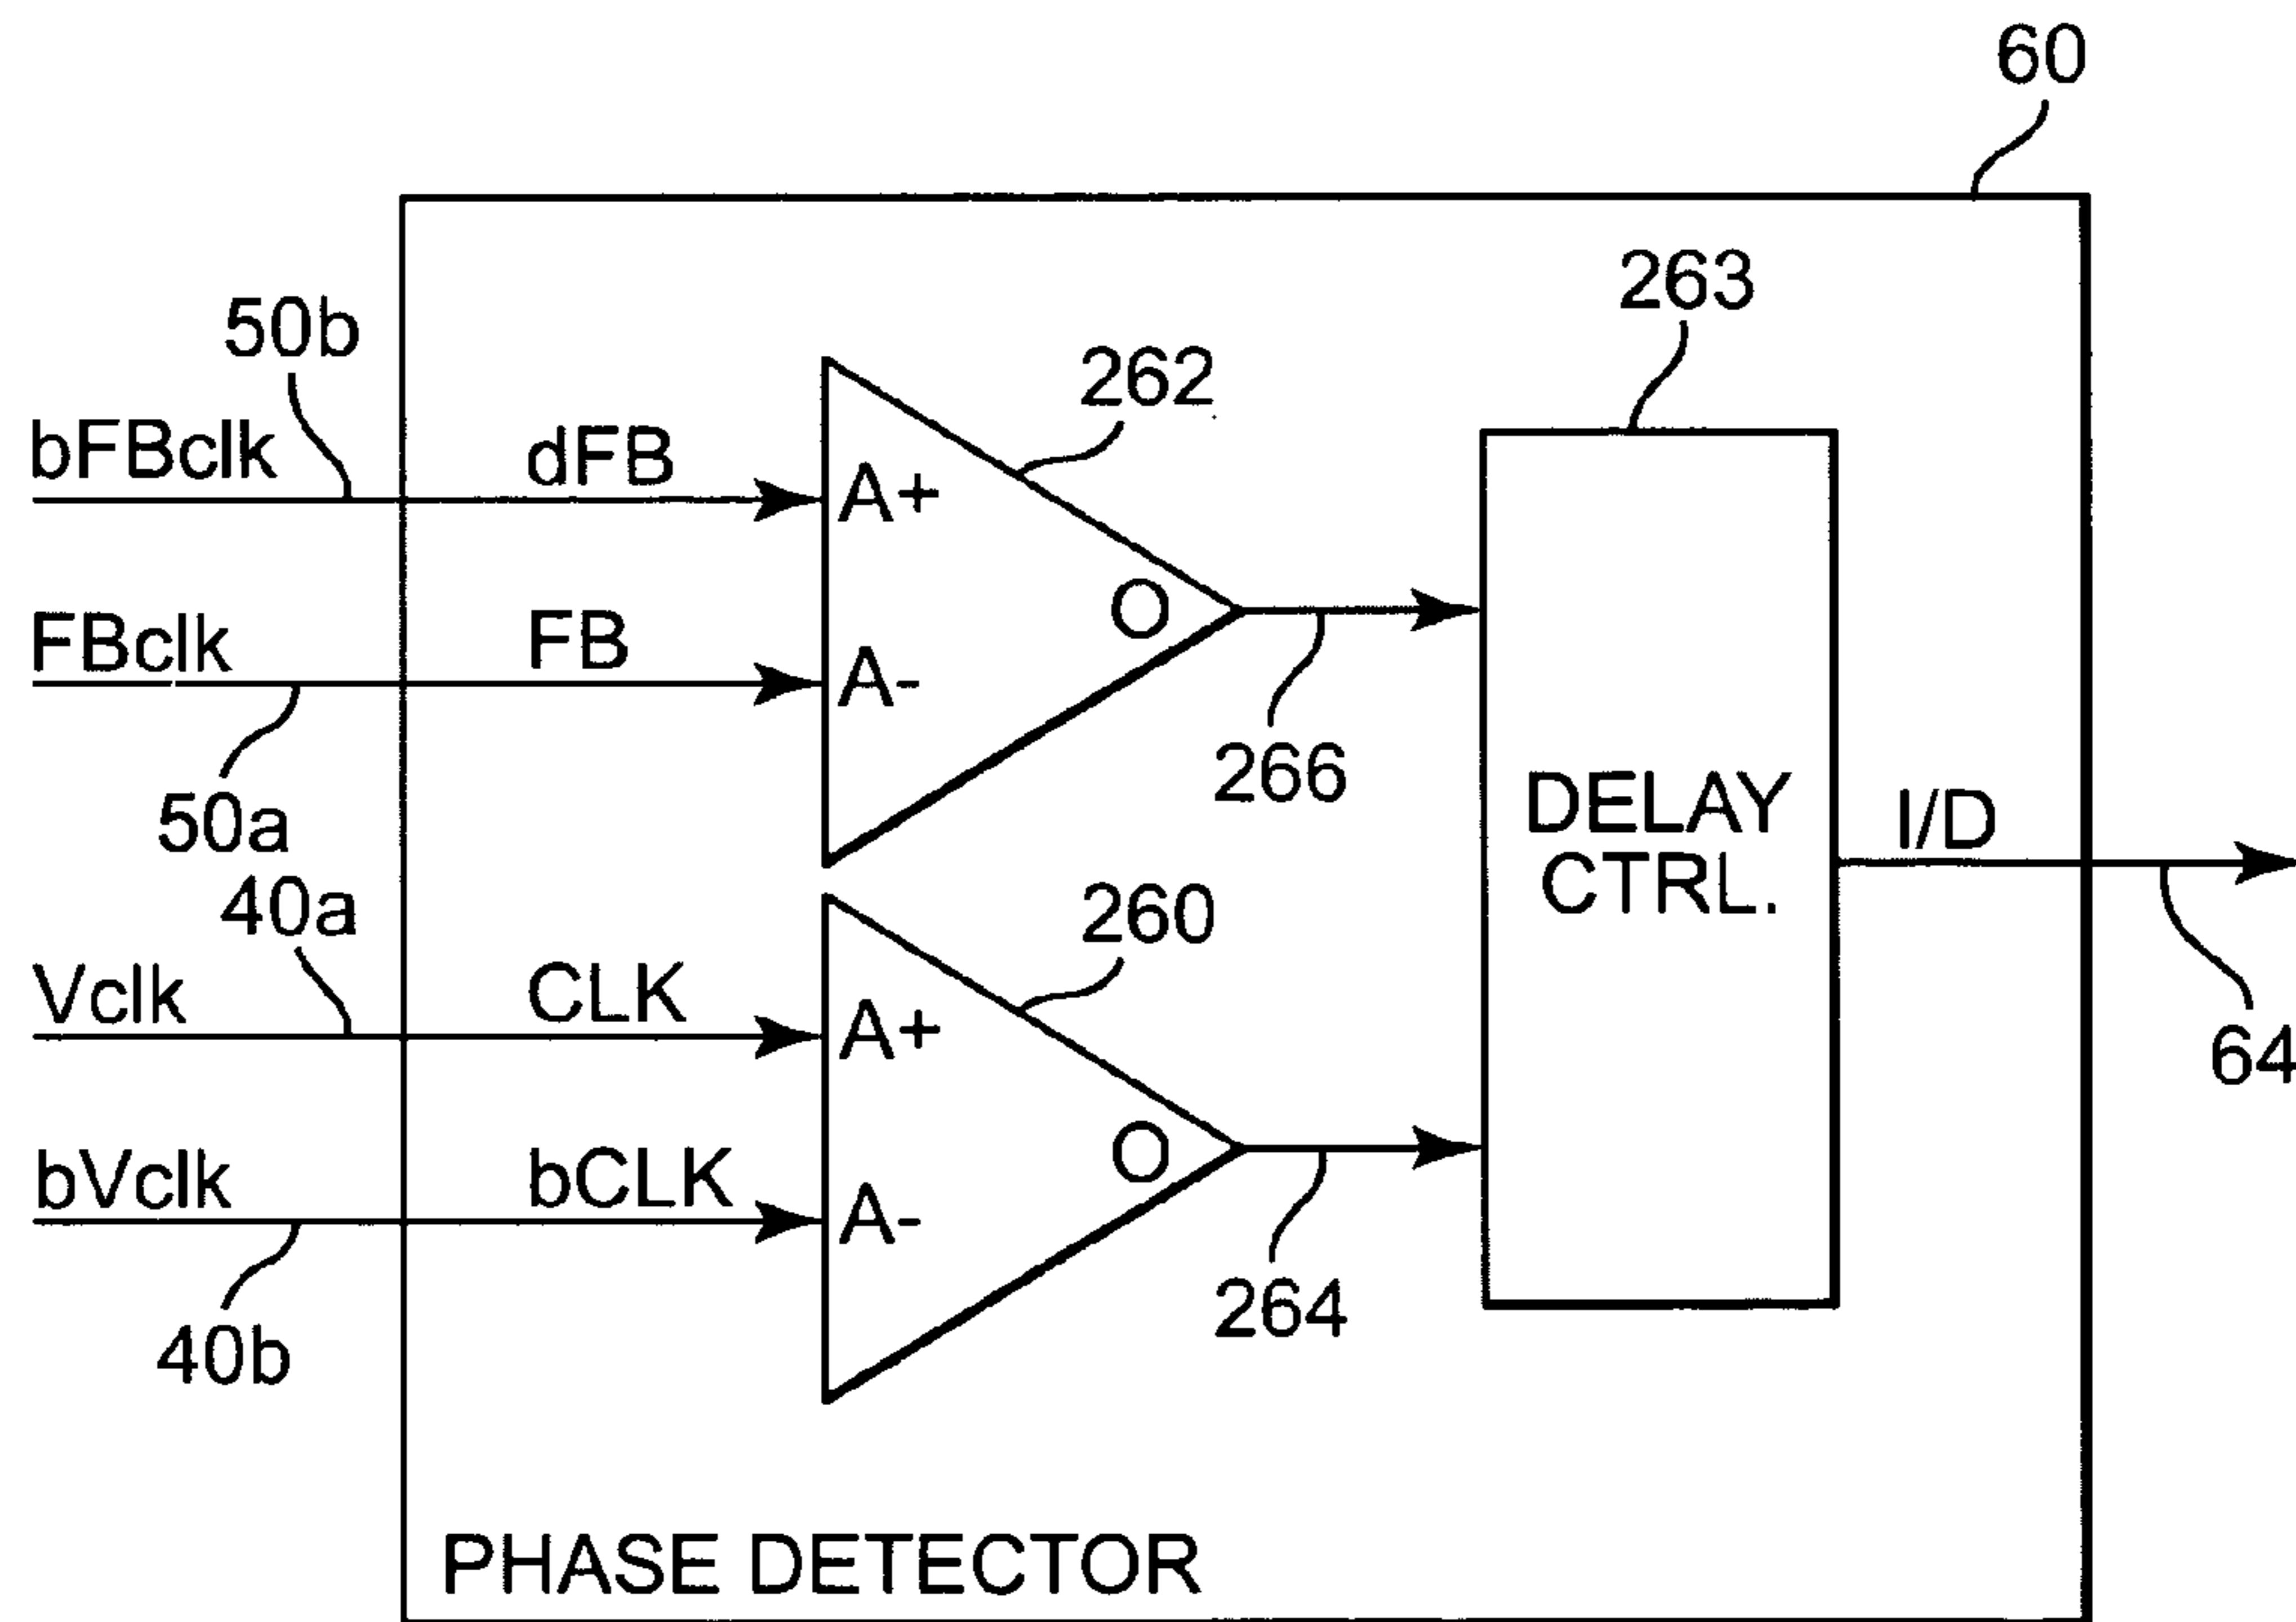 60
263
50b
262
bFBclk
dFB
A+
FBclk
FB
O
A-
266
50a
DELAY
CTRL.
I/D
40a
260
Vclk
CLK
A+
64
bVclk
bCLK
O
A-
264
40b
PHASE DETECTOR